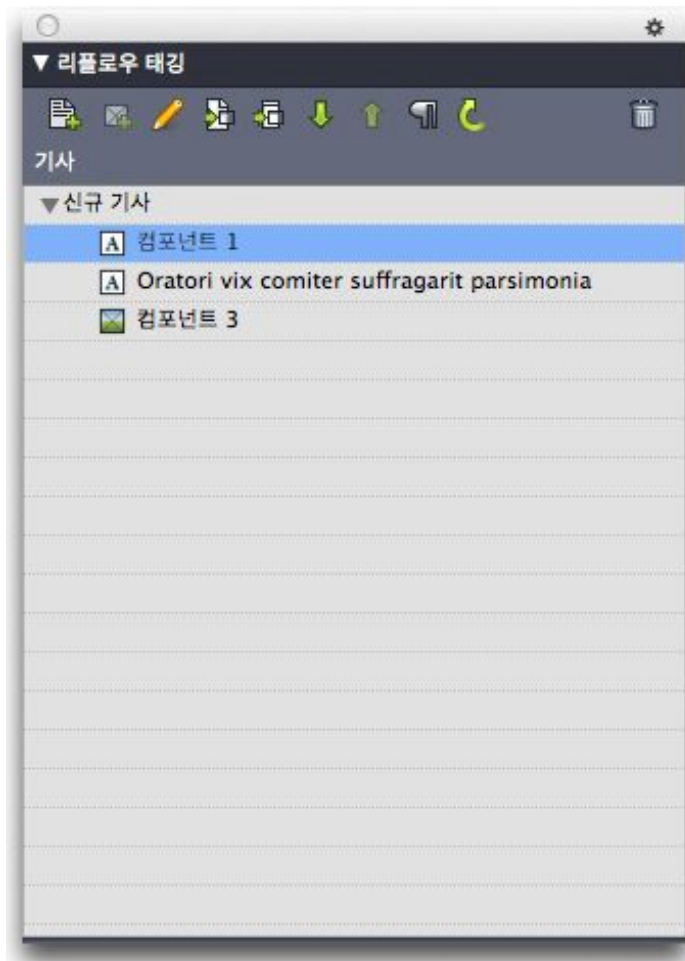 리플로우 태깅
기사
신규 기사
A 컴포넌트 1
A Oratori vix comiter suffragarit parsimonia
컴포넌트 3